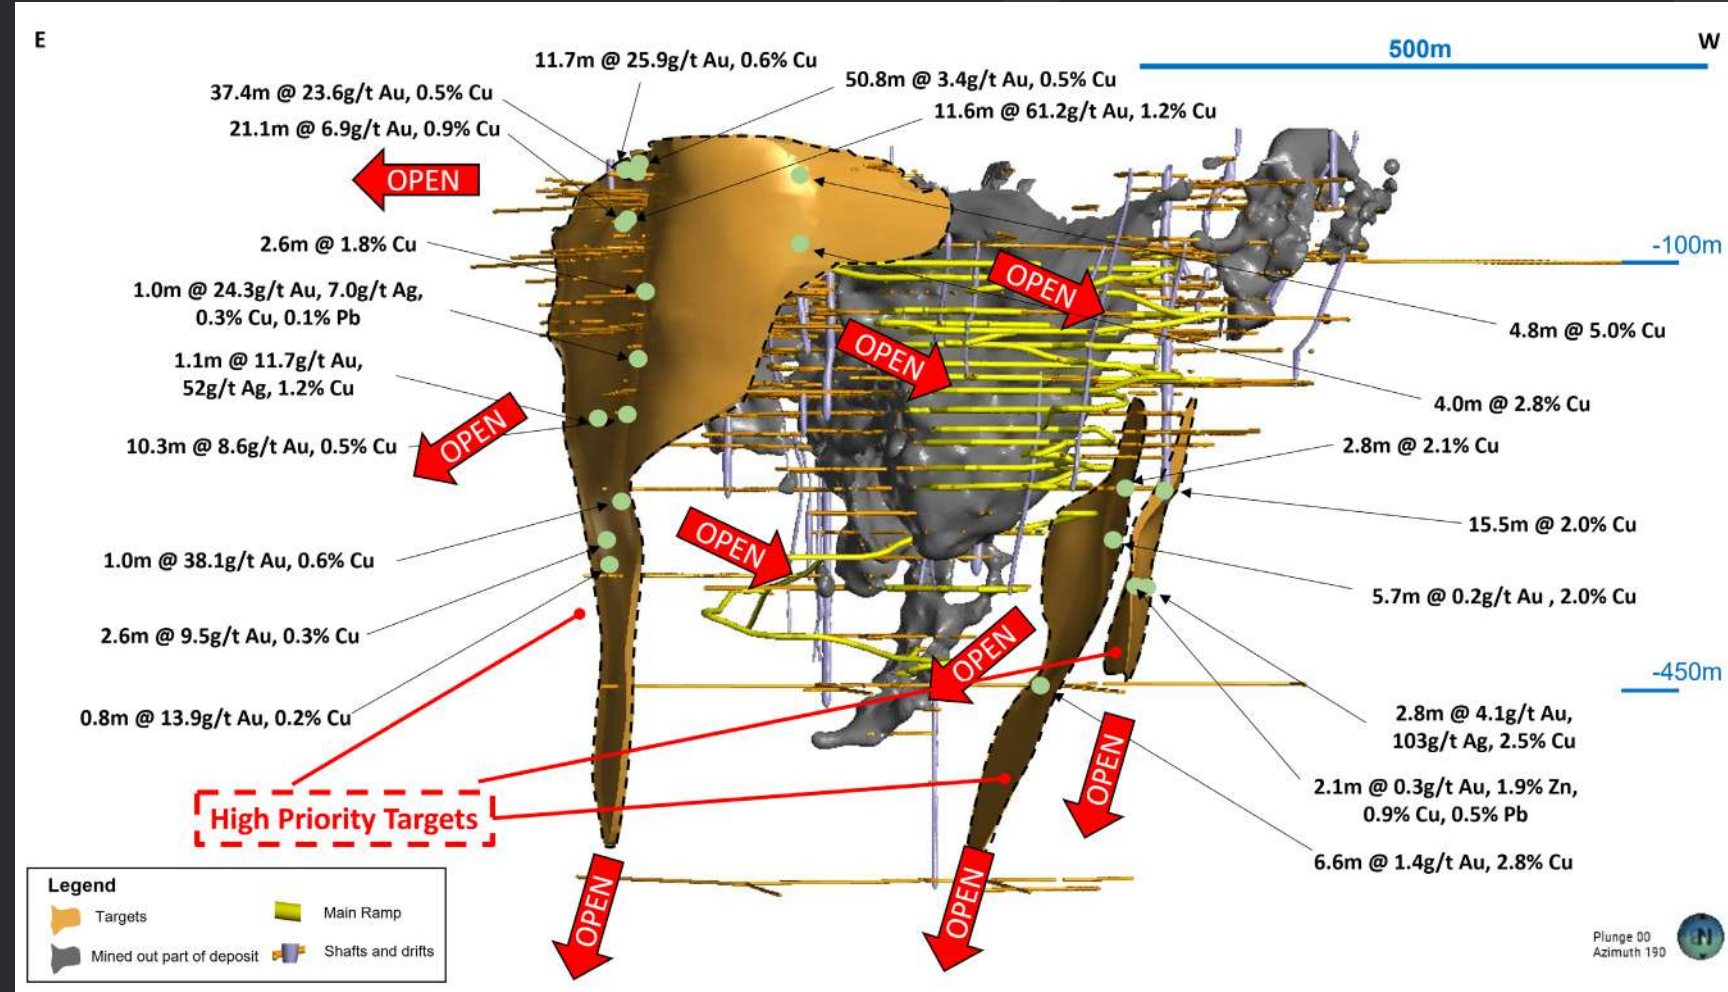 E
W
500m
11.7m @ 25.9g/t Au, 0.6% Cu
50.8m @ 3.4g/t Au, 0.5% Cu
37.4m @ 23.6g/t Au, 0.5% Cu
11.6m @ 61.2g/t Au, 1.2% Cu
21.1m @ 6.9g/t Au, 0.9% Cu
OPEN
2.6m @ 1.8% Cu
-100m
OPEN
1.0m @ 24.3g/t Au, 7.0g/t Ag,
0.3% Cu, 0.1% Pb
4.8m @ 5.0% Cu
OPEN
1.1m @ 11.7g/t Au,
52g/t Ag, 1.2% Cu
4.0m @ 2.8% Cu
OPEN
10.3m @ 8.6g/t Au, 0.5% Cu
2.8m @ 2.1% Cu
15.5m @ 2.0% Cu
OPEN
1.0m @ 38.1g/t Au, 0.6% Cu
5.7m @ 0.2g/t Au , 2.0% Cu
2.6m @ 9.5g/t Au, 0.3% Cu
OPEN
-450m
0.8m @ 13.9g/t Au, 0.2% Cu
2.8m @ 4.1g/t Au,
103g/t Ag, 2.5% Cu
OPEN
2.1m @ 0.3g/t Au, 1.9% Zn,
0.9% Cu, 0.5% Pb
High Priority Targets
6.6m @ 1.4g/t Au, 2.8% Cu
OPEN
OPEN
Legend
Targets
Main Ramp
Mined out part of deposit
Shafts and drifts
Plunge 00
Azimuth 190
N